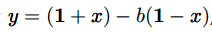 y = (1 + x) − b(1 − x),